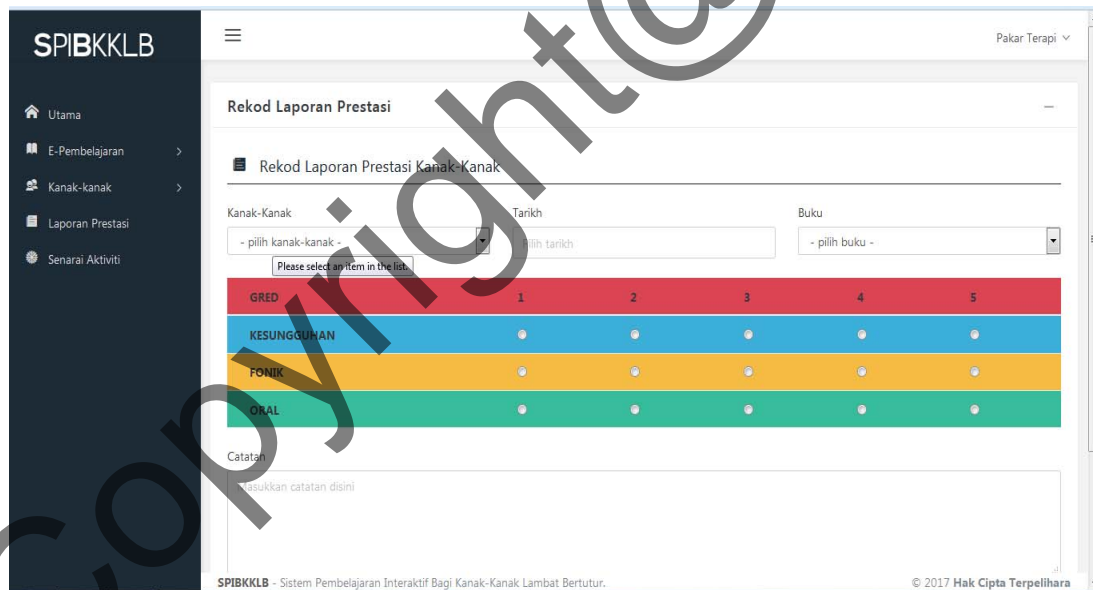 SPIBKKLB
Pakar Terapi
Utama
E-Pembelajaran
Kanak-kanak
Laporan Prestasi
Senarai Aktiviti
Rekod Laporan Prestasi
Rekod Laporan Prestasi Kanak-Kanak
Kanak-Kanak Tarikh Buku
- pilih kanak-kanak - Pilih tarikh - pilih buku -
Please select an item in the list.
GRED 1 2 3 4 5
KESUNGGUHAN
FONIK
ORAL
Catatan
Masukkan catatan disini
SPIBKKLB - Sistem Pembelajaran Interaktif Bagi Kanak-Kanak Lambat Bertutur. © 2017 Hak Cipta Terpelihara
Copyright@